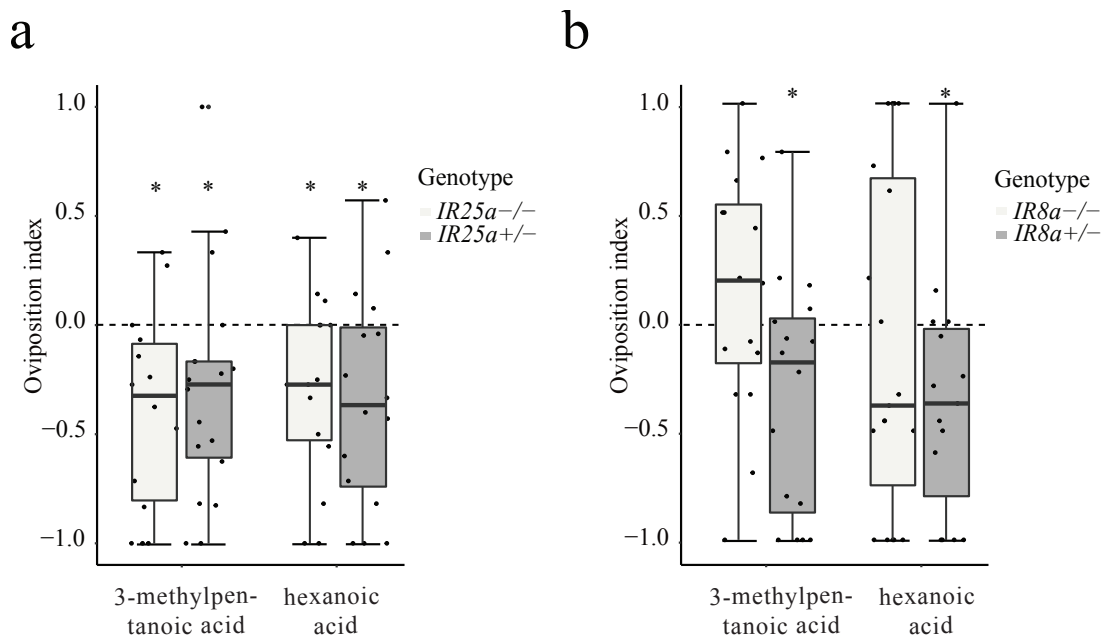 a
Oviposition index
1.0
0.5
0.0
−0.5
−1.0
* * * *
Genotype
IR25a−/−
IR25a+/−
3-methylpen-
tanoic acid
hexanoic
acid
b
Oviposition index
1.0
0.5
0.0
−0.5
−1.0
* *
Genotype
IR8a−/−
IR8a+/−
3-methylpen-
tanoic acid
hexanoic
acid